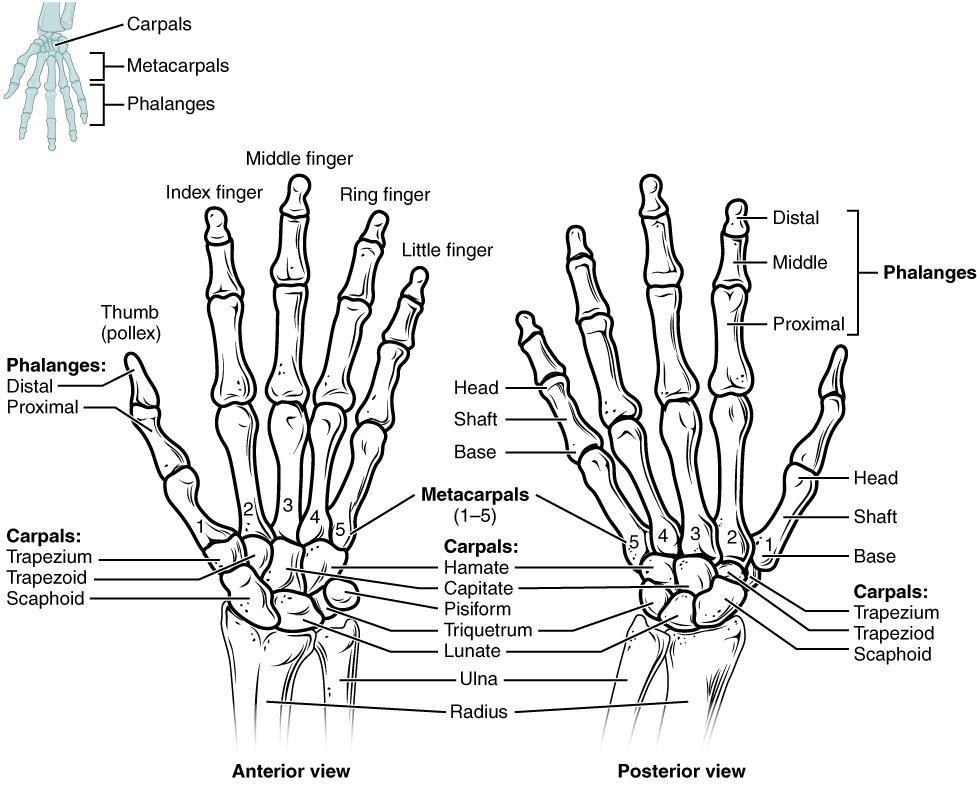 Carpals
Metacarpals
Phalanges
Middle finger
Index finger
Ring finger
Little finger
Thumb
(pollex)
Phalanges:
Distal
Proximal
1
2
3
4
5
Carpals:
Trapezium
Trapezoid
Scaphoid
Metacarpals
(1–5)
Carpals:
Hamate
Capitate
Pisiform
Triquetrum
Lunate
Ulna
Radius
Anterior view
Distal
Middle
Proximal
Phalanges
Head
Shaft
Base
5
4
3
2
1
Head
Shaft
Base
Carpals:
Trapezium
Trapeziod
Scaphoid
Posterior view